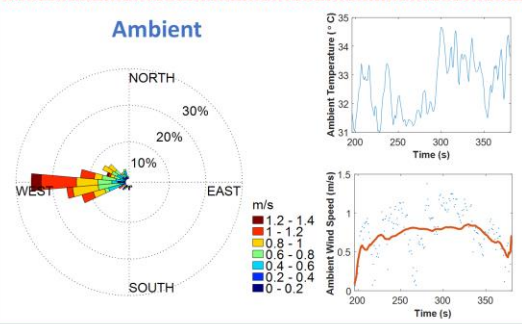 Ambient
NORTH
30%
20%
10%
WEST
EAST
SOUTH
m/s
1.2 - 1.4
1 - 1.2
0.8 - 1
0.6 - 0.8
0.4 - 0.6
0.2 - 0.4
0 - 0.2
Ambient Temperature (°C)
35
34
33
32
31
200 250 300 350
Time (s)
Ambient Wind Speed (m/s)
1.5
1
0.5
0
200 250 300 350
Time (s)